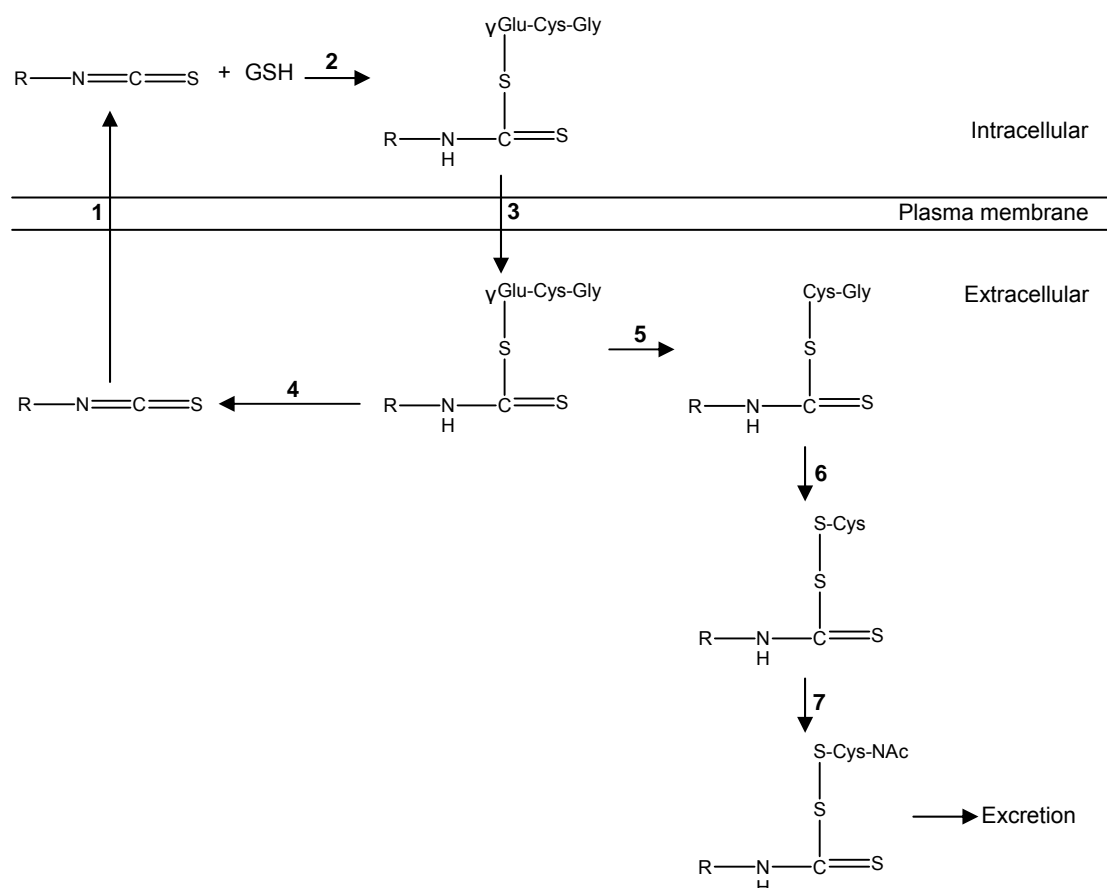 γGlu-Cys-Gly
R N C S + GSH 2
S
R N C S
H
Intracellular
1 3 Plasma membrane
γGlu-Cys-Gly Cys-Gly Extracellular
5
S S
R N C S 4 R N C S R N C S
H H
6
S-Cys
S
R N C S
H
7
S-Cys-NAc
S Excretion
R N C S
H